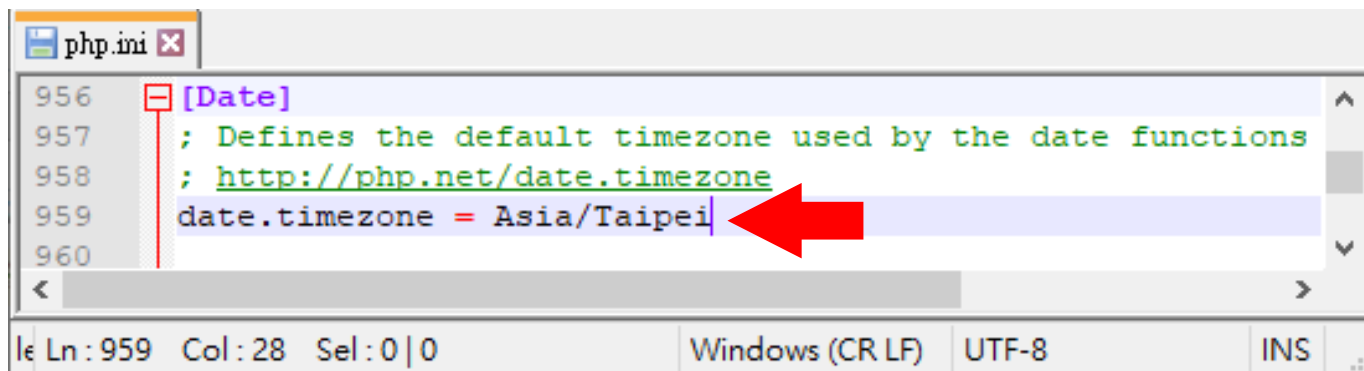 php.ini
956 [Date]
957 ; Defines the default timezone used by the date functions
958 ; http://php.net/date.timezone
959 date.timezone = Asia/Taipei
960
le Ln : 959 Col : 28 Sel : 0 | 0 Windows (CR LF) UTF-8 INS